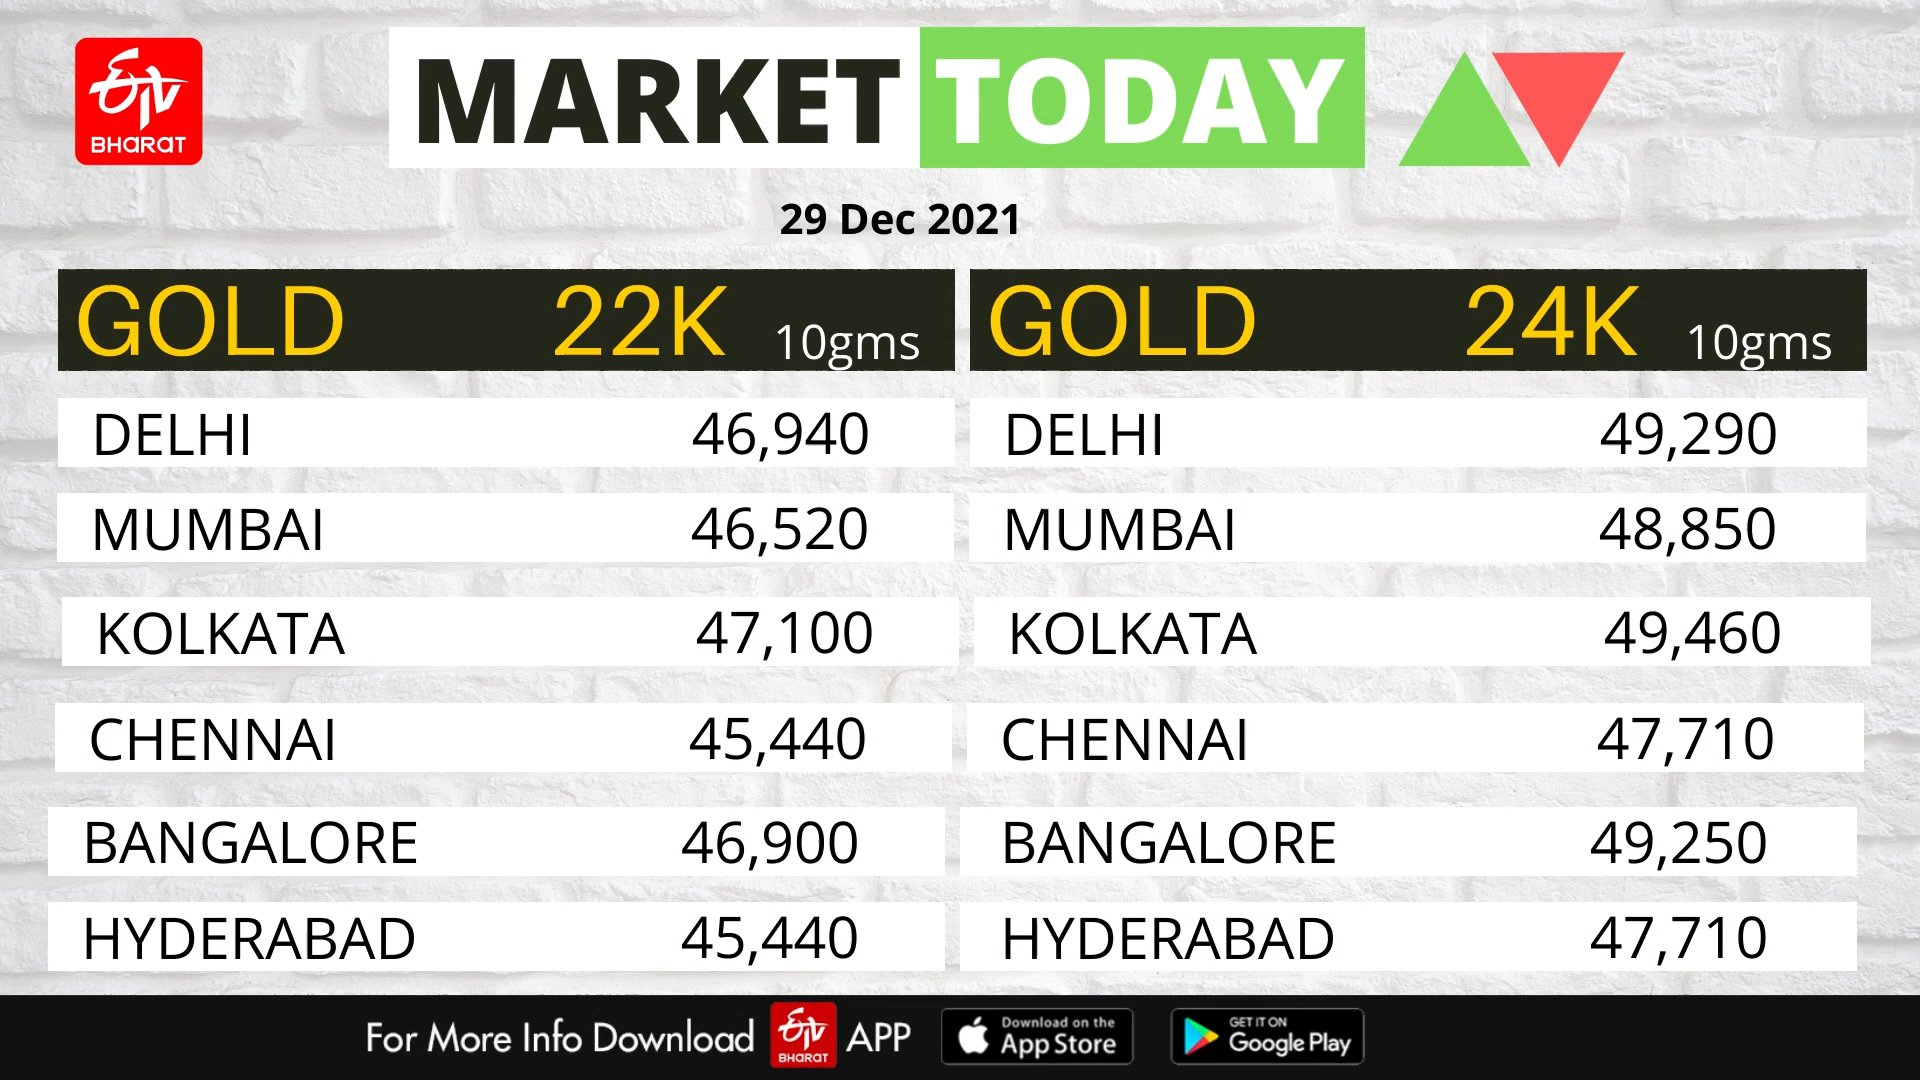 ETV
BHARAT
MARKET TODAY
29 Dec 2021
GOLD 22K 10gms
DELHI 46,940
MUMBAI 46,520
KOLKATA 47,100
CHENNAI 45,440
BANGALORE 46,900
HYDERABAD 45,440
GOLD 24K 10gms
DELHI 49,290
MUMBAI 48,850
KOLKATA 49,460
CHENNAI 47,710
BANGALORE 49,250
HYDERABAD 47,710
For More Info Download ETV BHARAT APP
Download on the
App Store
GET IT ON
Google Play